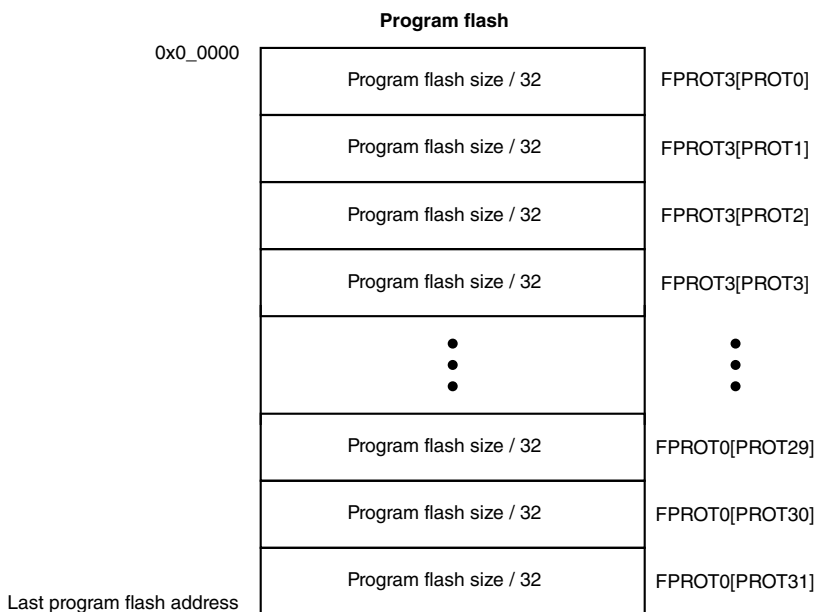 Program flash
0x0_0000
Program flash size / 32 FPROT3[PROT0]
Program flash size / 32 FPROT3[PROT1]
Program flash size / 32 FPROT3[PROT2]
Program flash size / 32 FPROT3[PROT3]
Program flash size / 32 FPROT0[PROT29]
Program flash size / 32 FPROT0[PROT30]
Program flash size / 32 FPROT0[PROT31]
Last program flash address